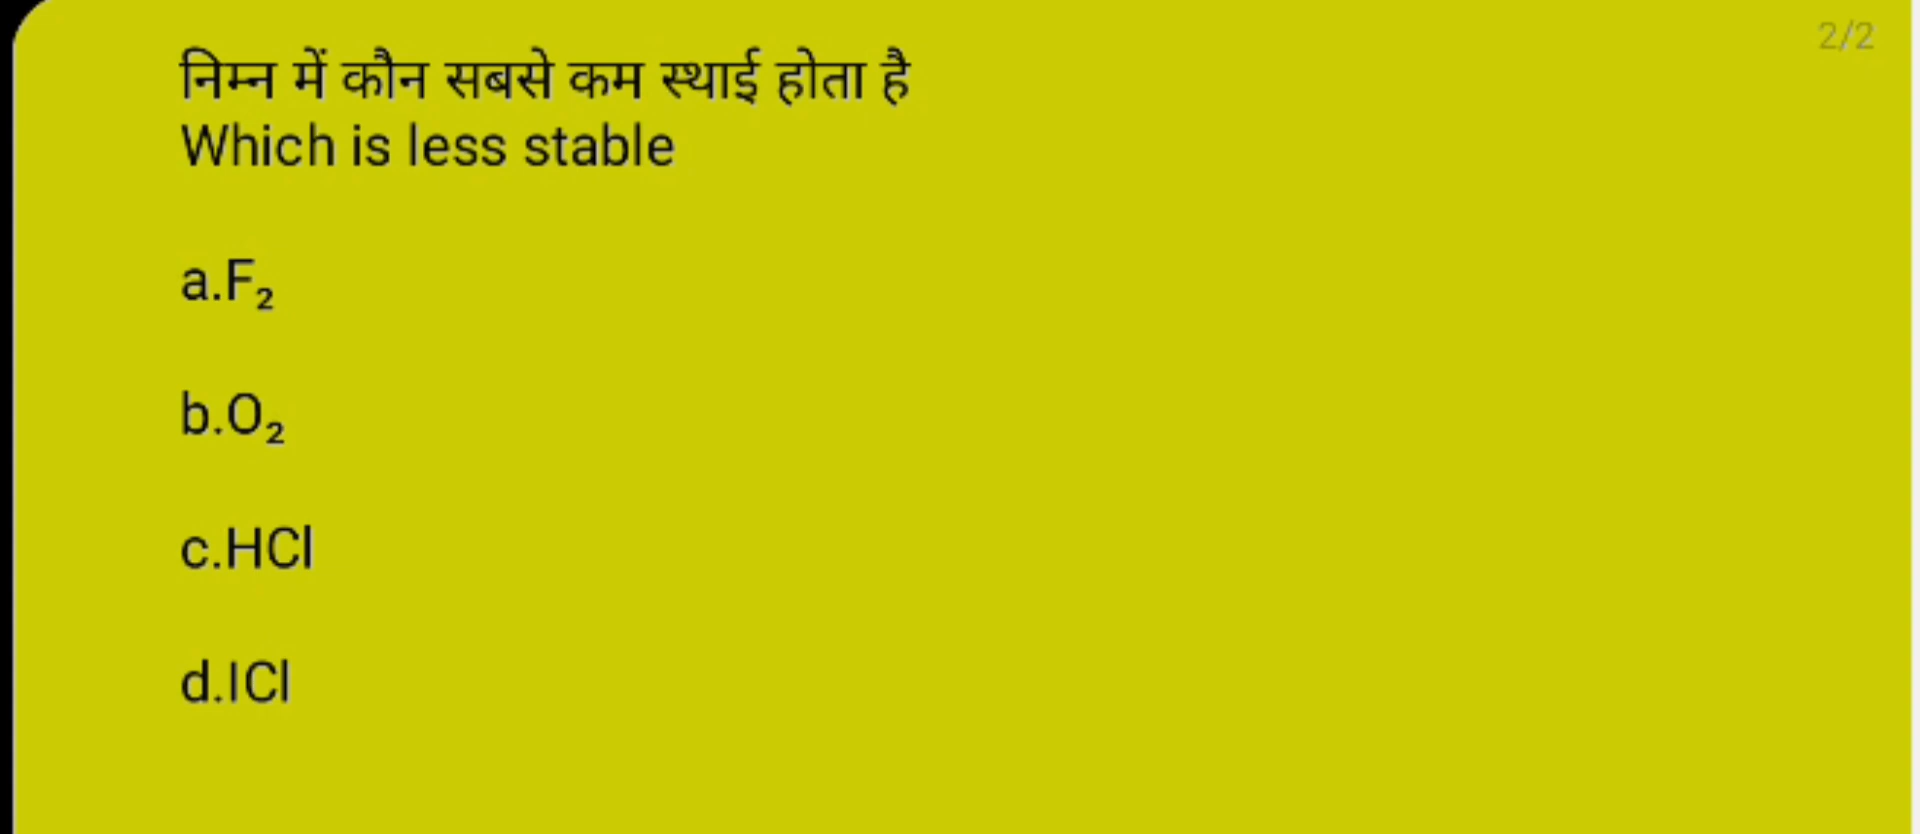 2/2
निम्न में कौन सबसे कम स्थाई होता है
Which is less stable
a.F₂
b.O₂
c.HCl
d.ICl